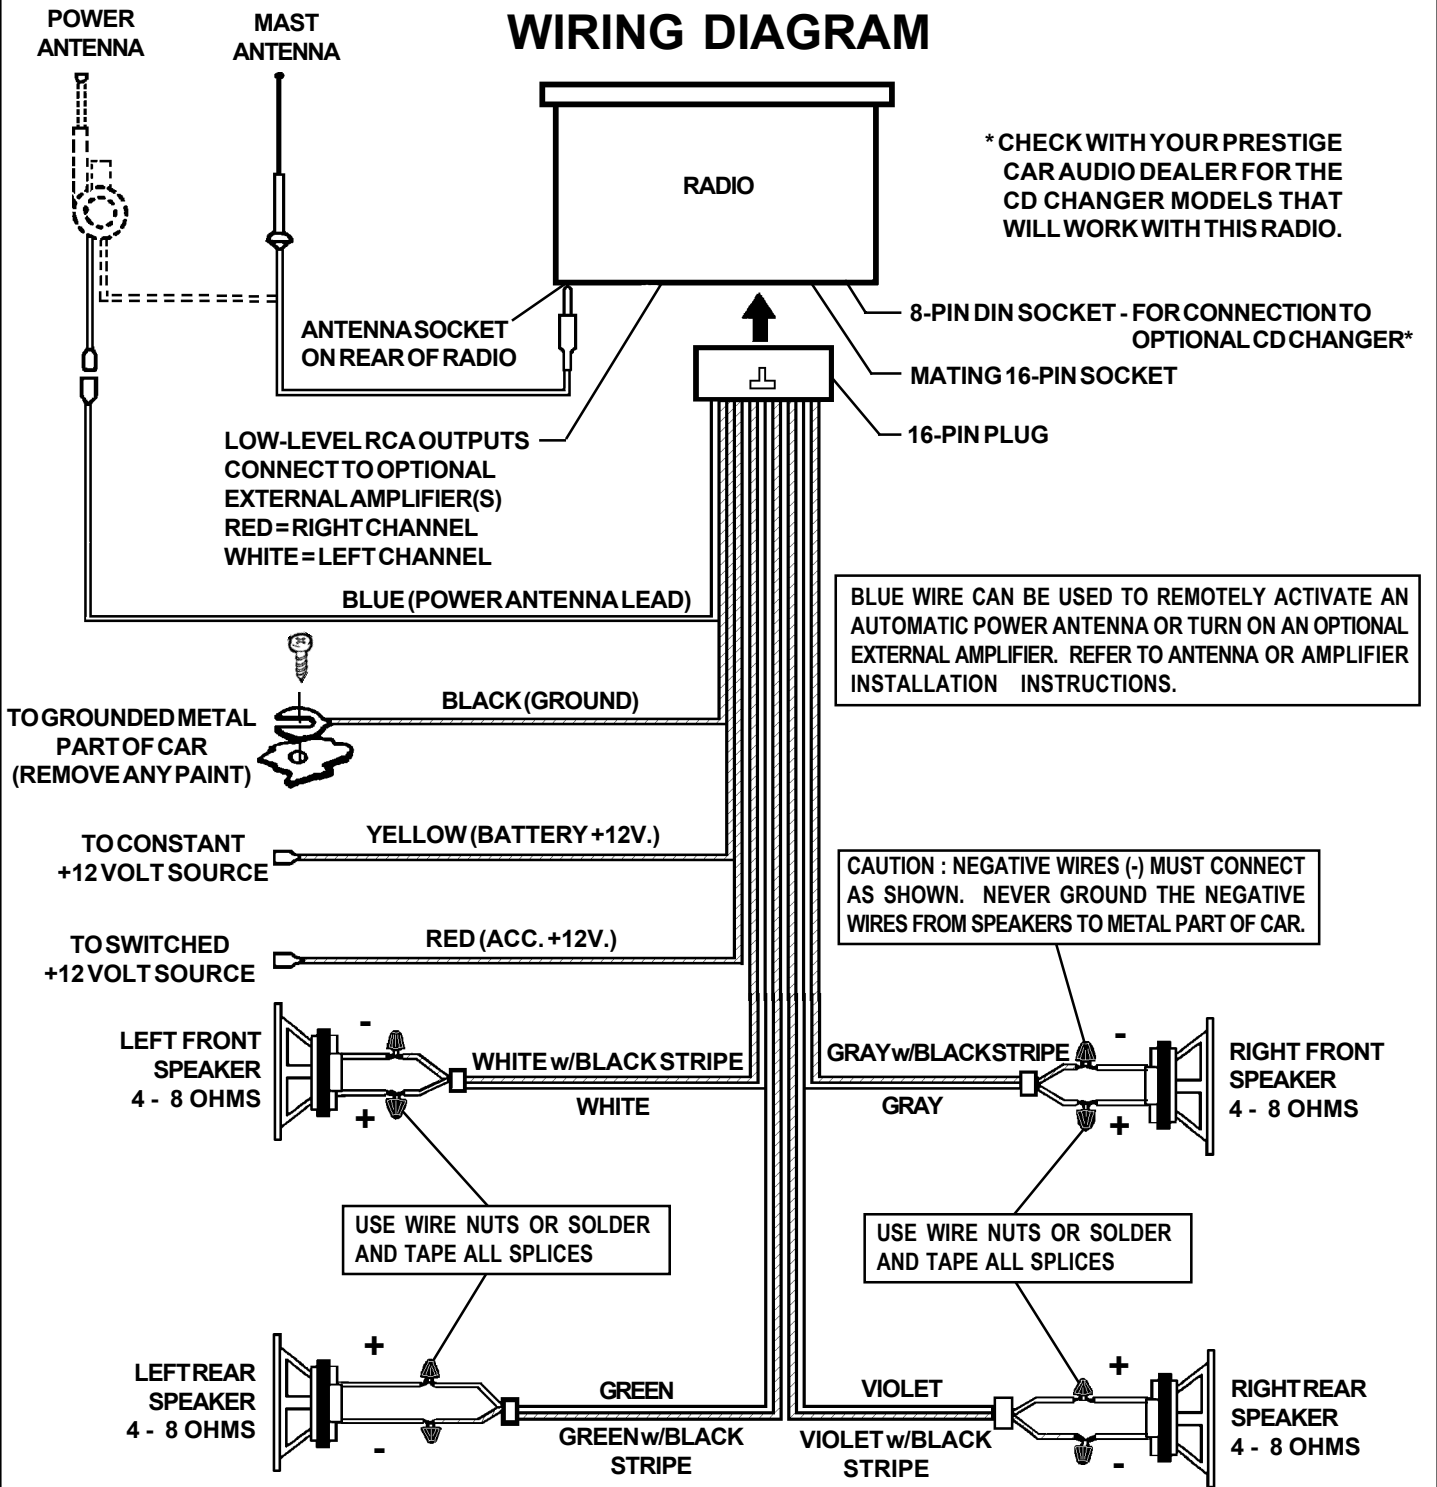 WIRING DIAGRAM
POWER
ANTENNA
MAST
ANTENNA
RADIO
* CHECK WITH YOUR PRESTIGE
CAR AUDIO DEALER FOR THE
CD CHANGER MODELS THAT
WILL WORK WITH THIS RADIO.
ANTENNA SOCKET
ON REAR OF RADIO
8-PIN DIN SOCKET - FOR CONNECTION TO
OPTIONAL CD CHANGER*
MATING 16-PIN SOCKET
16-PIN PLUG
LOW-LEVEL RCA OUTPUTS
CONNECT TO OPTIONAL
EXTERNAL AMPLIFIER(S)
RED = RIGHT CHANNEL
WHITE = LEFT CHANNEL
BLUE (POWER ANTENNA LEAD)
BLUE WIRE CAN BE USED TO REMOTELY ACTIVATE AN
AUTOMATIC POWER ANTENNA OR TURN ON AN OPTIONAL
EXTERNAL AMPLIFIER. REFER TO ANTENNA OR AMPLIFIER
INSTALLATION INSTRUCTIONS.
BLACK (GROUND)
TO GROUNDED METAL
PART OF CAR
(REMOVE ANY PAINT)
YELLOW (BATTERY +12V.)
TO CONSTANT
+12 VOLT SOURCE
CAUTION : NEGATIVE WIRES (-) MUST CONNECT
AS SHOWN. NEVER GROUND THE NEGATIVE
WIRES FROM SPEAKERS TO METAL PART OF CAR.
RED (ACC. +12V.)
TO SWITCHED
+12 VOLT SOURCE
LEFT FRONT
SPEAKER
4 - 8 OHMS
-
+
WHITE w/BLACK STRIPE
WHITE
GRAY w/BLACK STRIPE
GRAY
-
+
RIGHT FRONT
SPEAKER
4 - 8 OHMS
USE WIRE NUTS OR SOLDER
AND TAPE ALL SPLICES
USE WIRE NUTS OR SOLDER
AND TAPE ALL SPLICES
LEFT REAR
SPEAKER
4 - 8 OHMS
+
-
GREEN
GREEN w/BLACK
STRIPE
VIOLET
VIOLET w/BLACK
STRIPE
+
-
RIGHT REAR
SPEAKER
4 - 8 OHMS